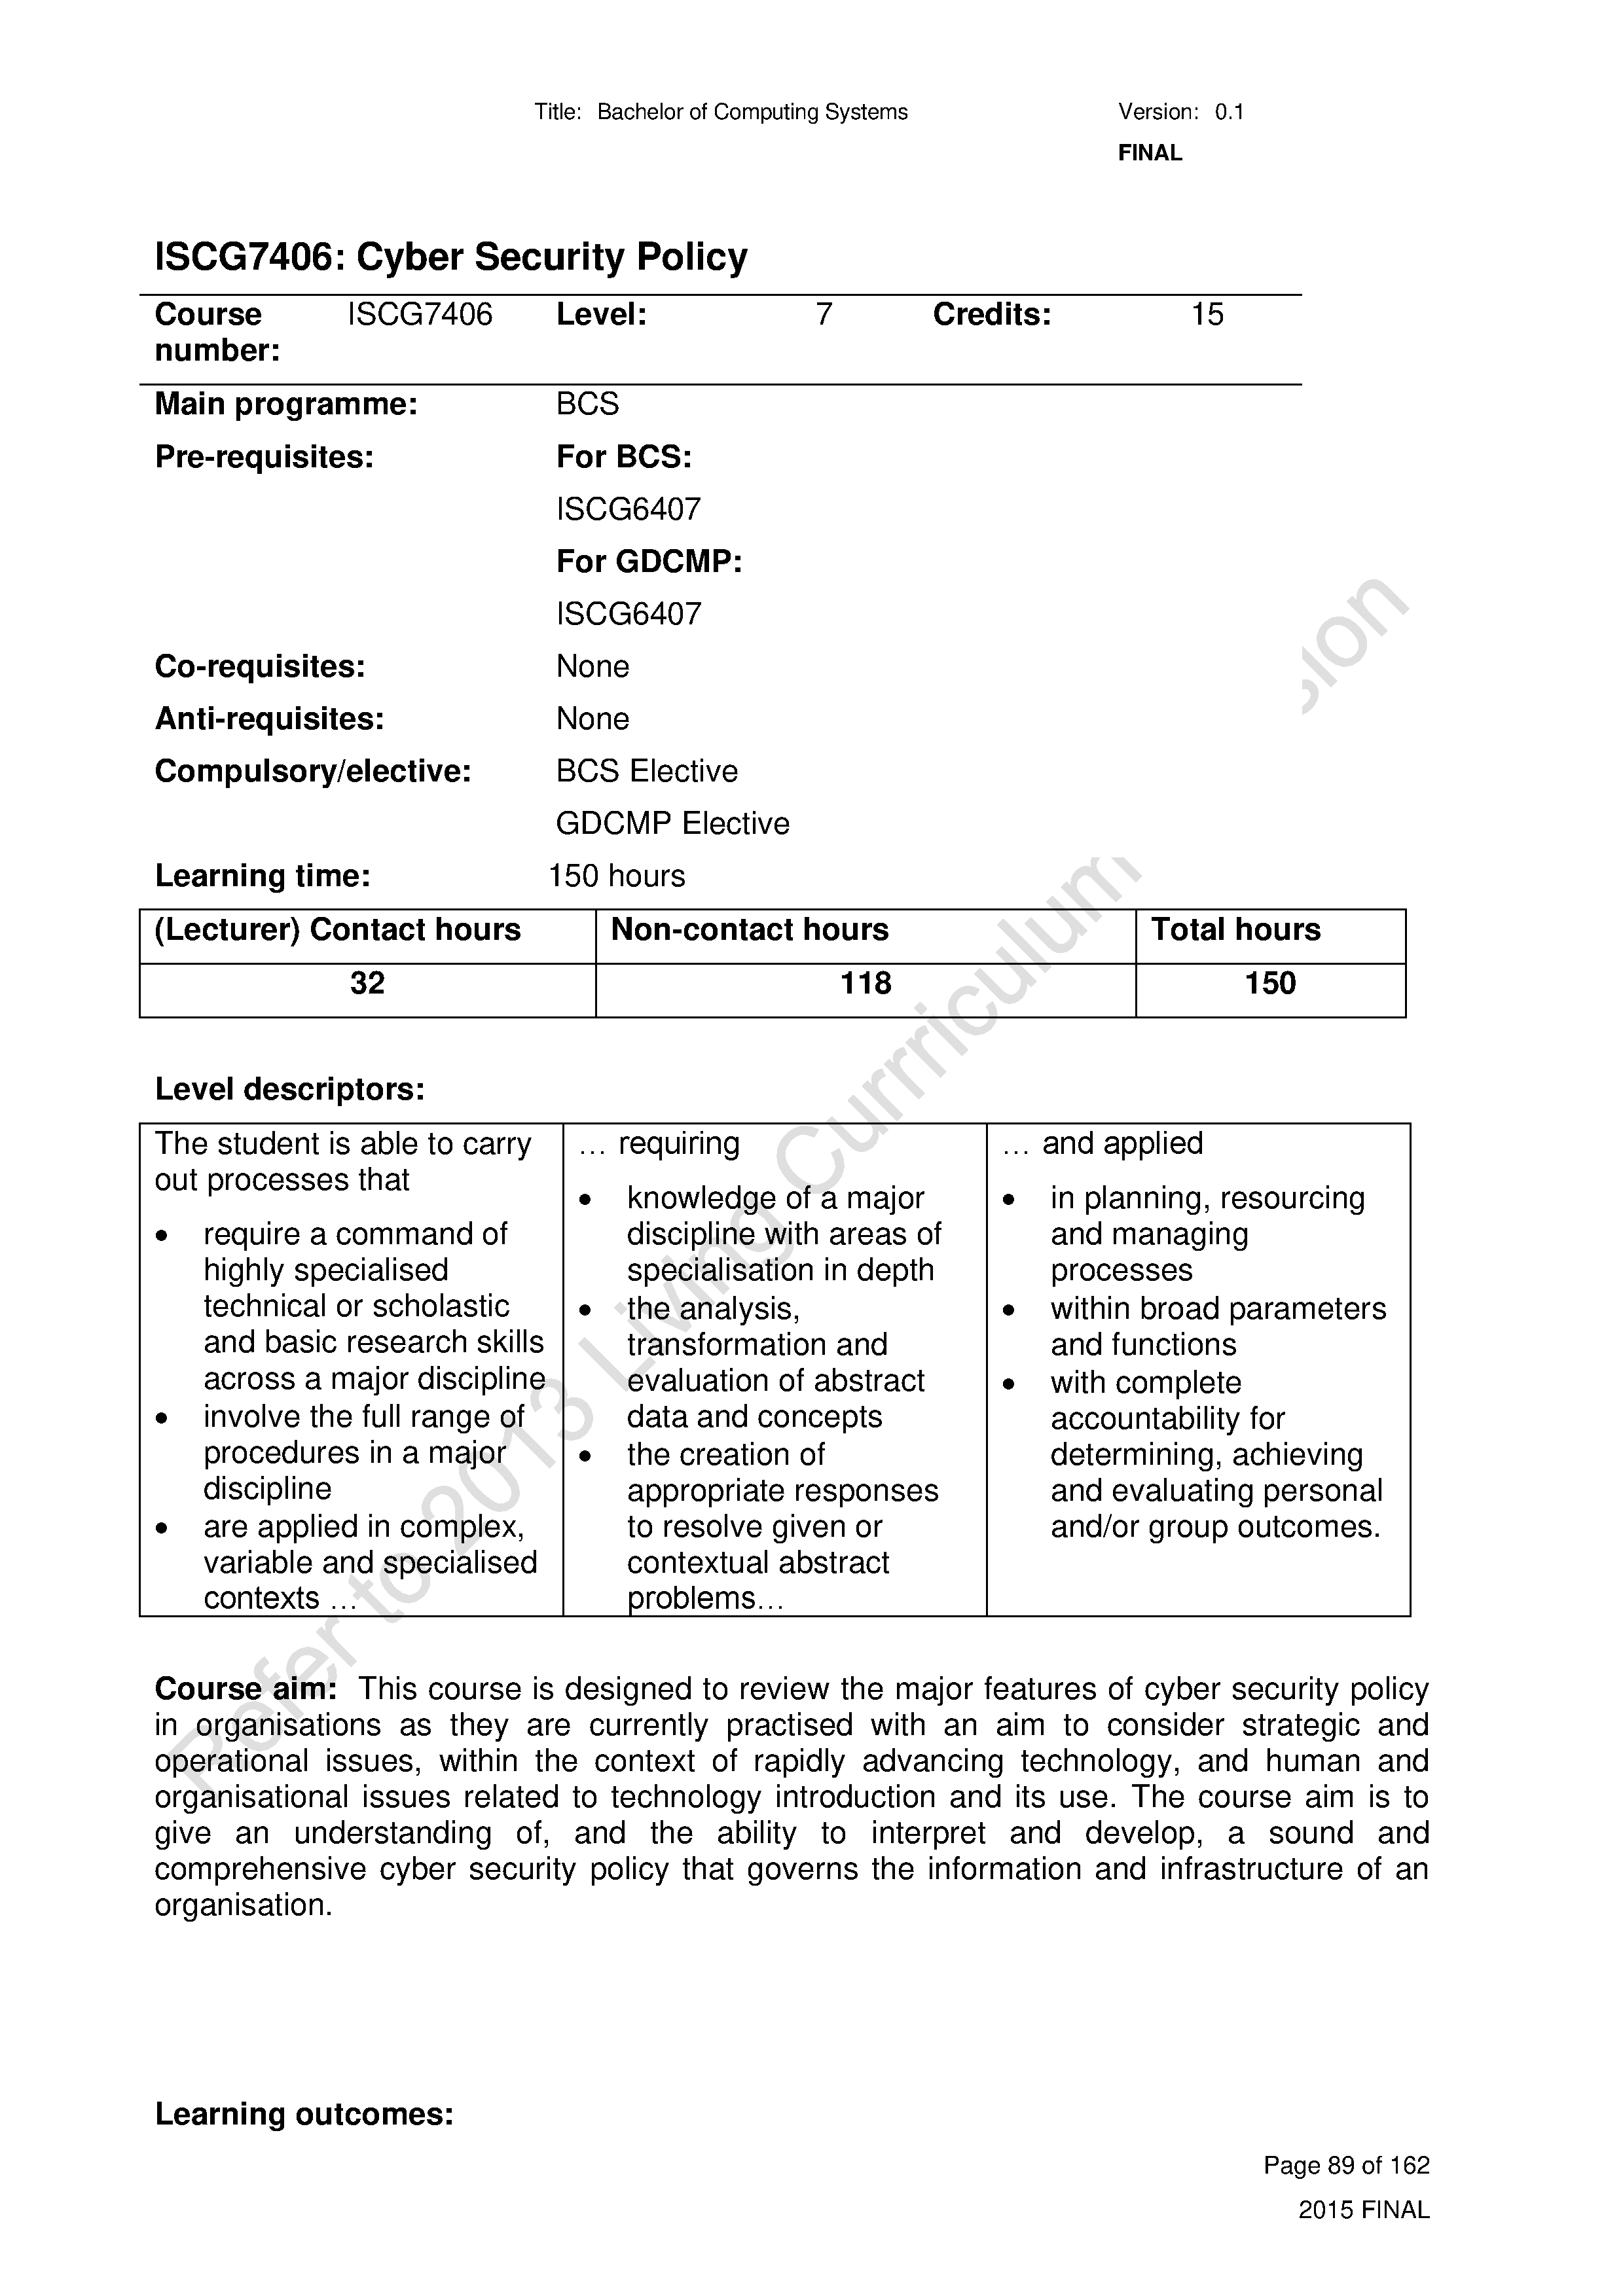 Title: Bachelor of Computing Systems Version: 0.1
FINAL
ISCG7406: Cyber Security Policy
Course number: ISCG7406 Level: 7 Credits: 15
Main programme: BCS
Pre-requisites: For BCS:
ISCG6407
For GDCMP:
ISCG6407
Co-requisites: None
Anti-requisites: None
Compulsory/elective: BCS Elective
GDCMP Elective
Learning time: 150 hours
(Lecturer) Contact hours Non-contact hours Total hours
32 118 150
Level descriptors:
The student is able to carry
out processes that
• require a command of
highly specialised
technical or scholastic
and basic research skills
across a major discipline
• involve the full range of
procedures in a major
discipline
• are applied in complex,
variable and specialised
contexts …
… requiring
• knowledge of a major
discipline with areas of
specialisation in depth
• the analysis,
transformation and
evaluation of abstract
data and concepts
• the creation of
appropriate responses
to resolve given or
contextual abstract
problems…
… and applied
• in planning, resourcing
and managing
processes
• within broad parameters
and functions
• with complete
accountability for
determining, achieving
and evaluating personal
and/or group outcomes.
Course aim: This course is designed to review the major features of cyber security policy
in organisations as they are currently practised with an aim to consider strategic and
operational issues, within the context of rapidly advancing technology, and human and
organisational issues related to technology introduction and its use. The course aim is to
give an understanding of, and the ability to interpret and develop, a sound and
comprehensive cyber security policy that governs the information and infrastructure of an
organisation.
Learning outcomes:
Page 89 of 162
2015 FINAL
Refer to 2013 Living Curriculum